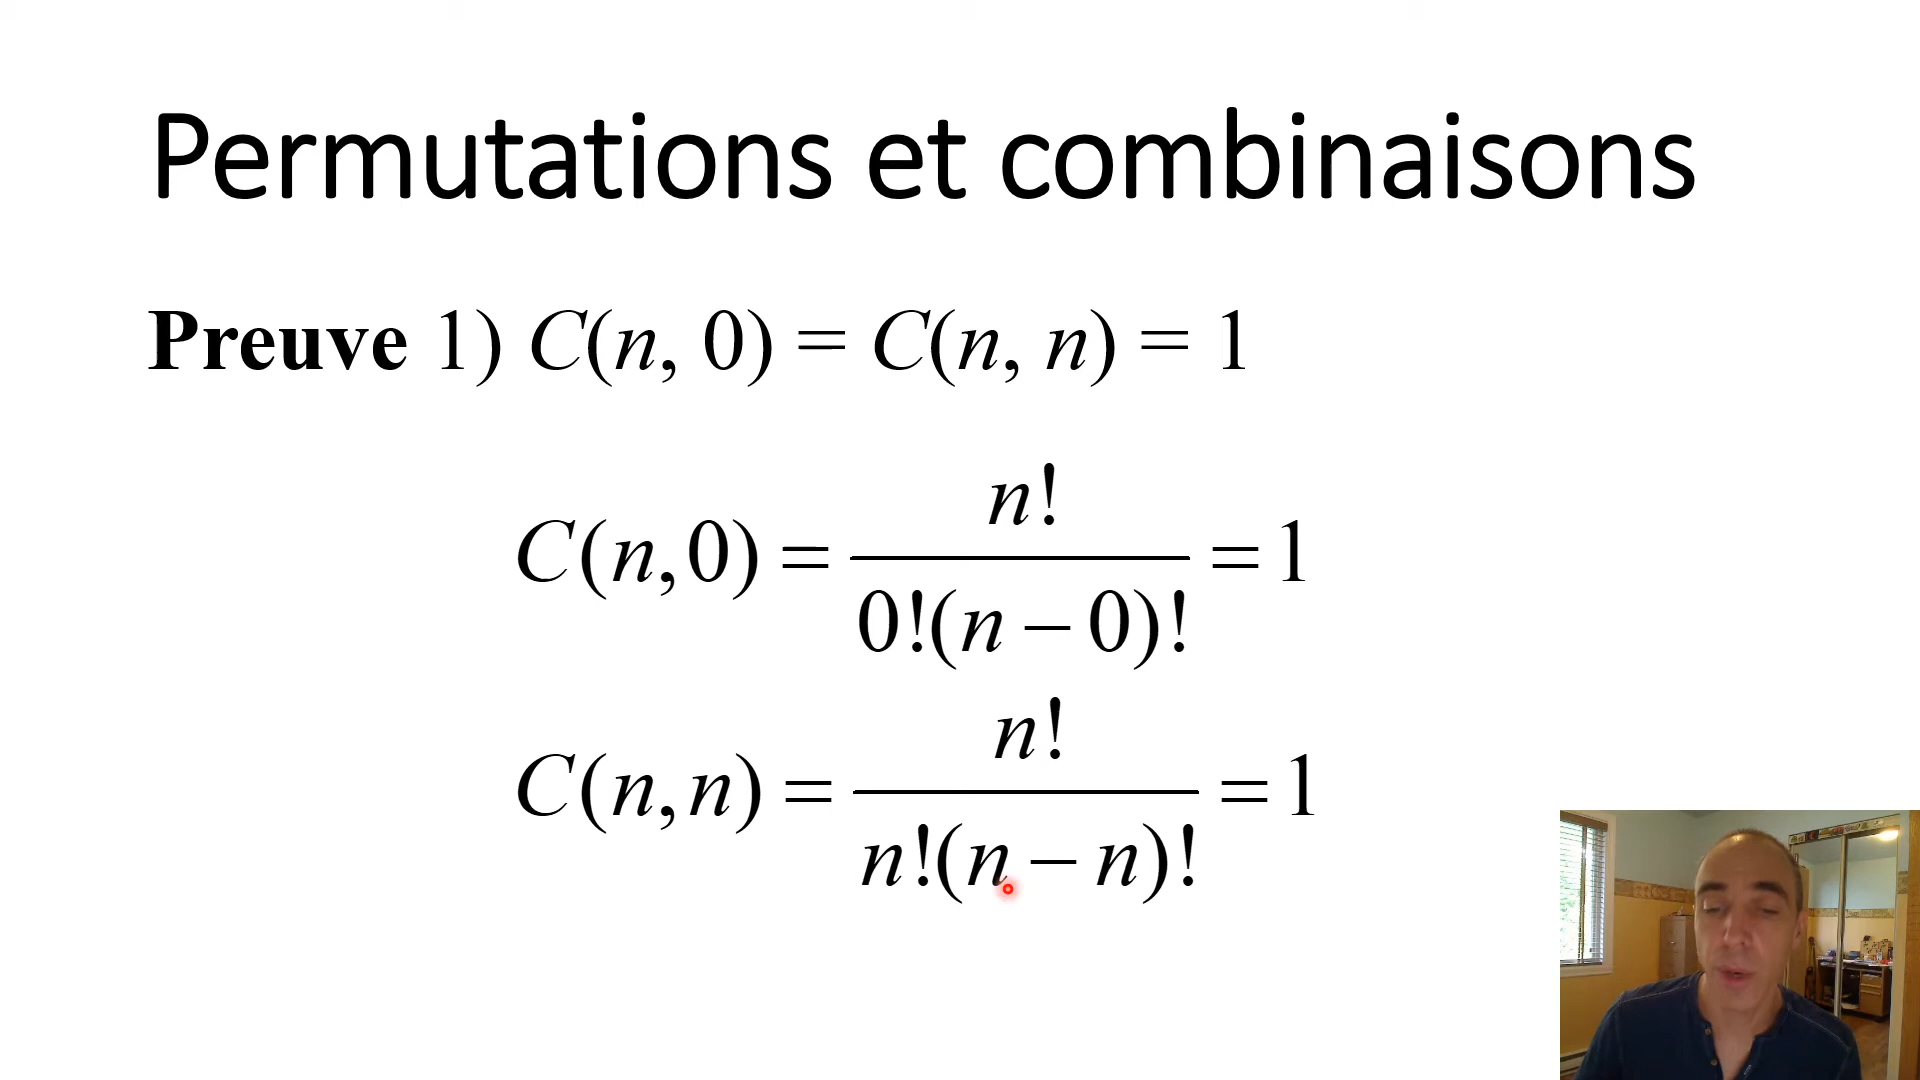 Permutations et combinaisons
Preuve 1) C(n, 0) = C(n, n) = 1
C(n,0) = n! / 0!(n – 0)! = 1
C(n,n) = n! / n!(n – n)! = 1